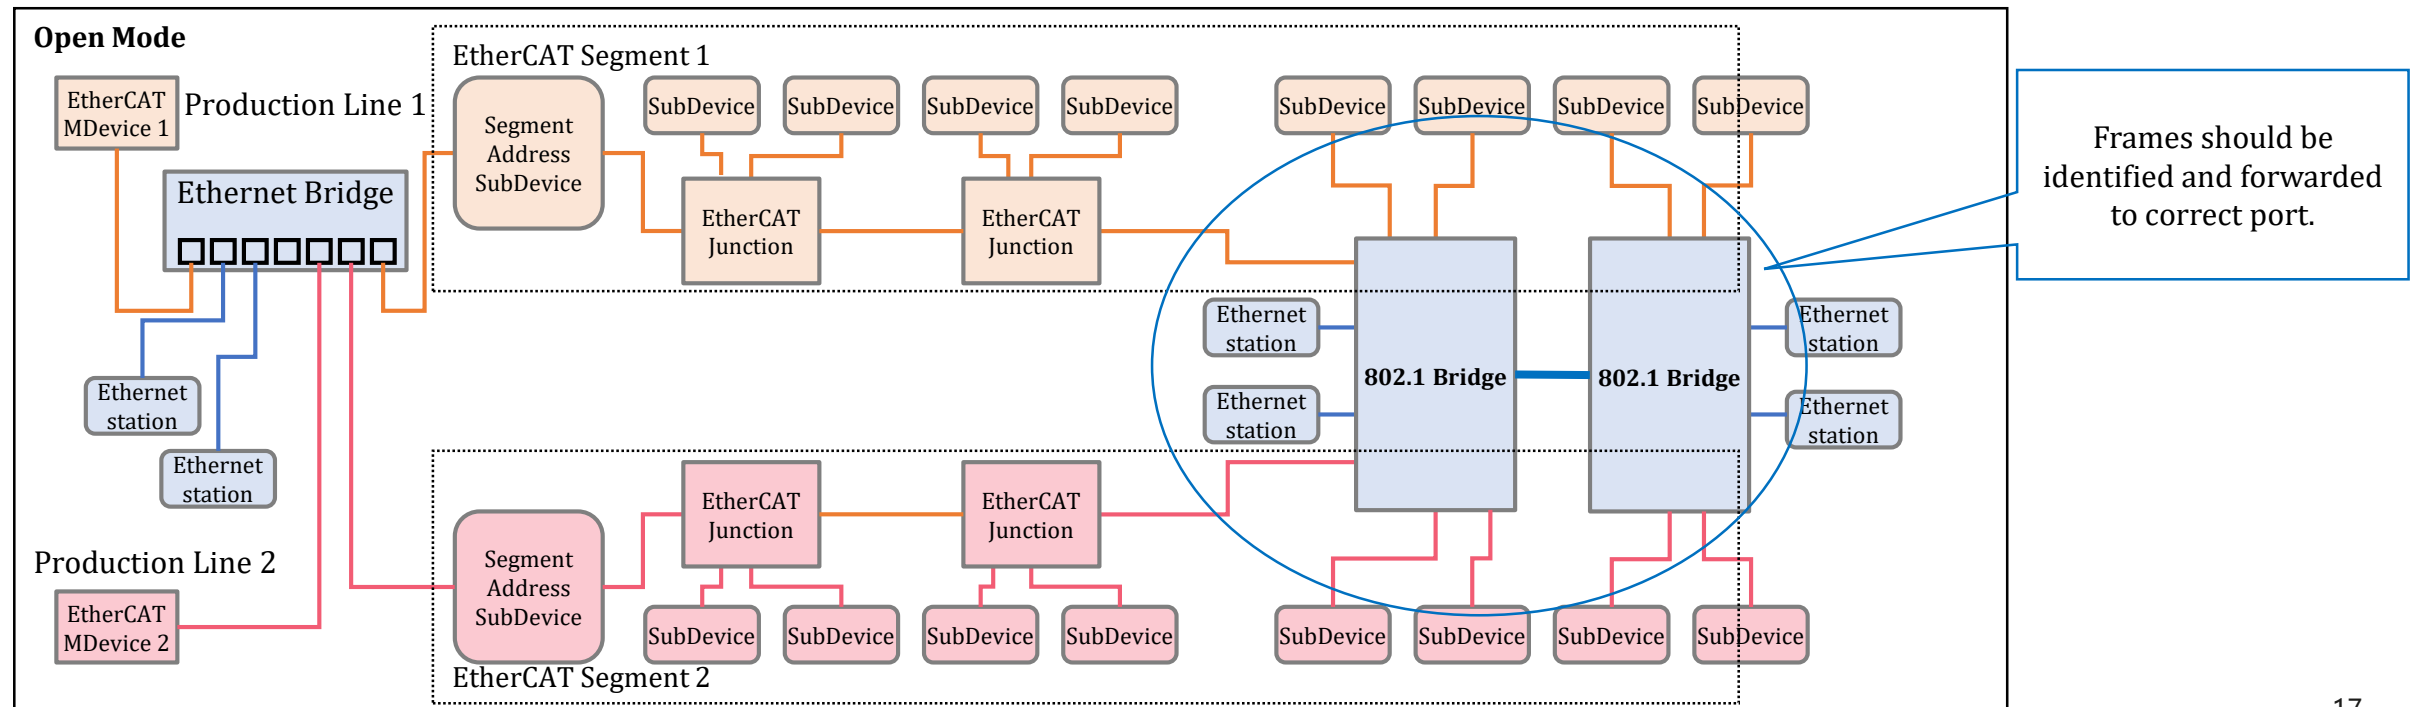 Open Mode
EtherCAT
MDevice 1
Production Line 1
Ethernet Bridge
Ethernet
station
Ethernet
station
Production Line 2
EtherCAT
MDevice 2
EtherCAT Segment 1
Segment
Address
SubDevice
SubDevice
SubDevice
SubDevice
SubDevice
SubDevice
SubDevice
SubDevice
SubDevice
EtherCAT
Junction
EtherCAT
Junction
Ethernet
station
Ethernet
station
802.1 Bridge
802.1 Bridge
Ethernet
station
Ethernet
station
EtherCAT
Junction
EtherCAT
Junction
Segment
Address
SubDevice
SubDevice
SubDevice
SubDevice
SubDevice
SubDevice
SubDevice
SubDevice
SubDevice
EtherCAT Segment 2
Frames should be
identified and forwarded
to correct port.
17